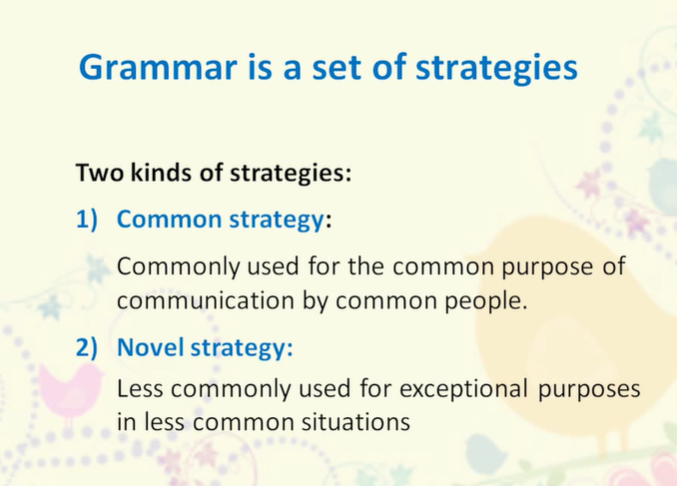 Grammar is a set of strategies
Two kinds of strategies:
1) Common strategy:
Commonly used for the common purpose of
communication by common people.
2) Novel strategy:
Less commonly used for exceptional purposes
in less common situations